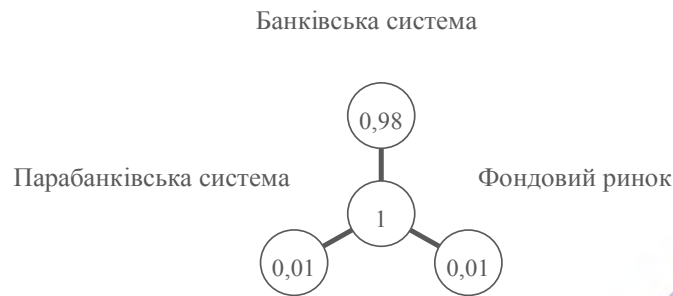 Банківська система
0,98
Парабанківська система
Фондовий ринок
1
0,01
0,01